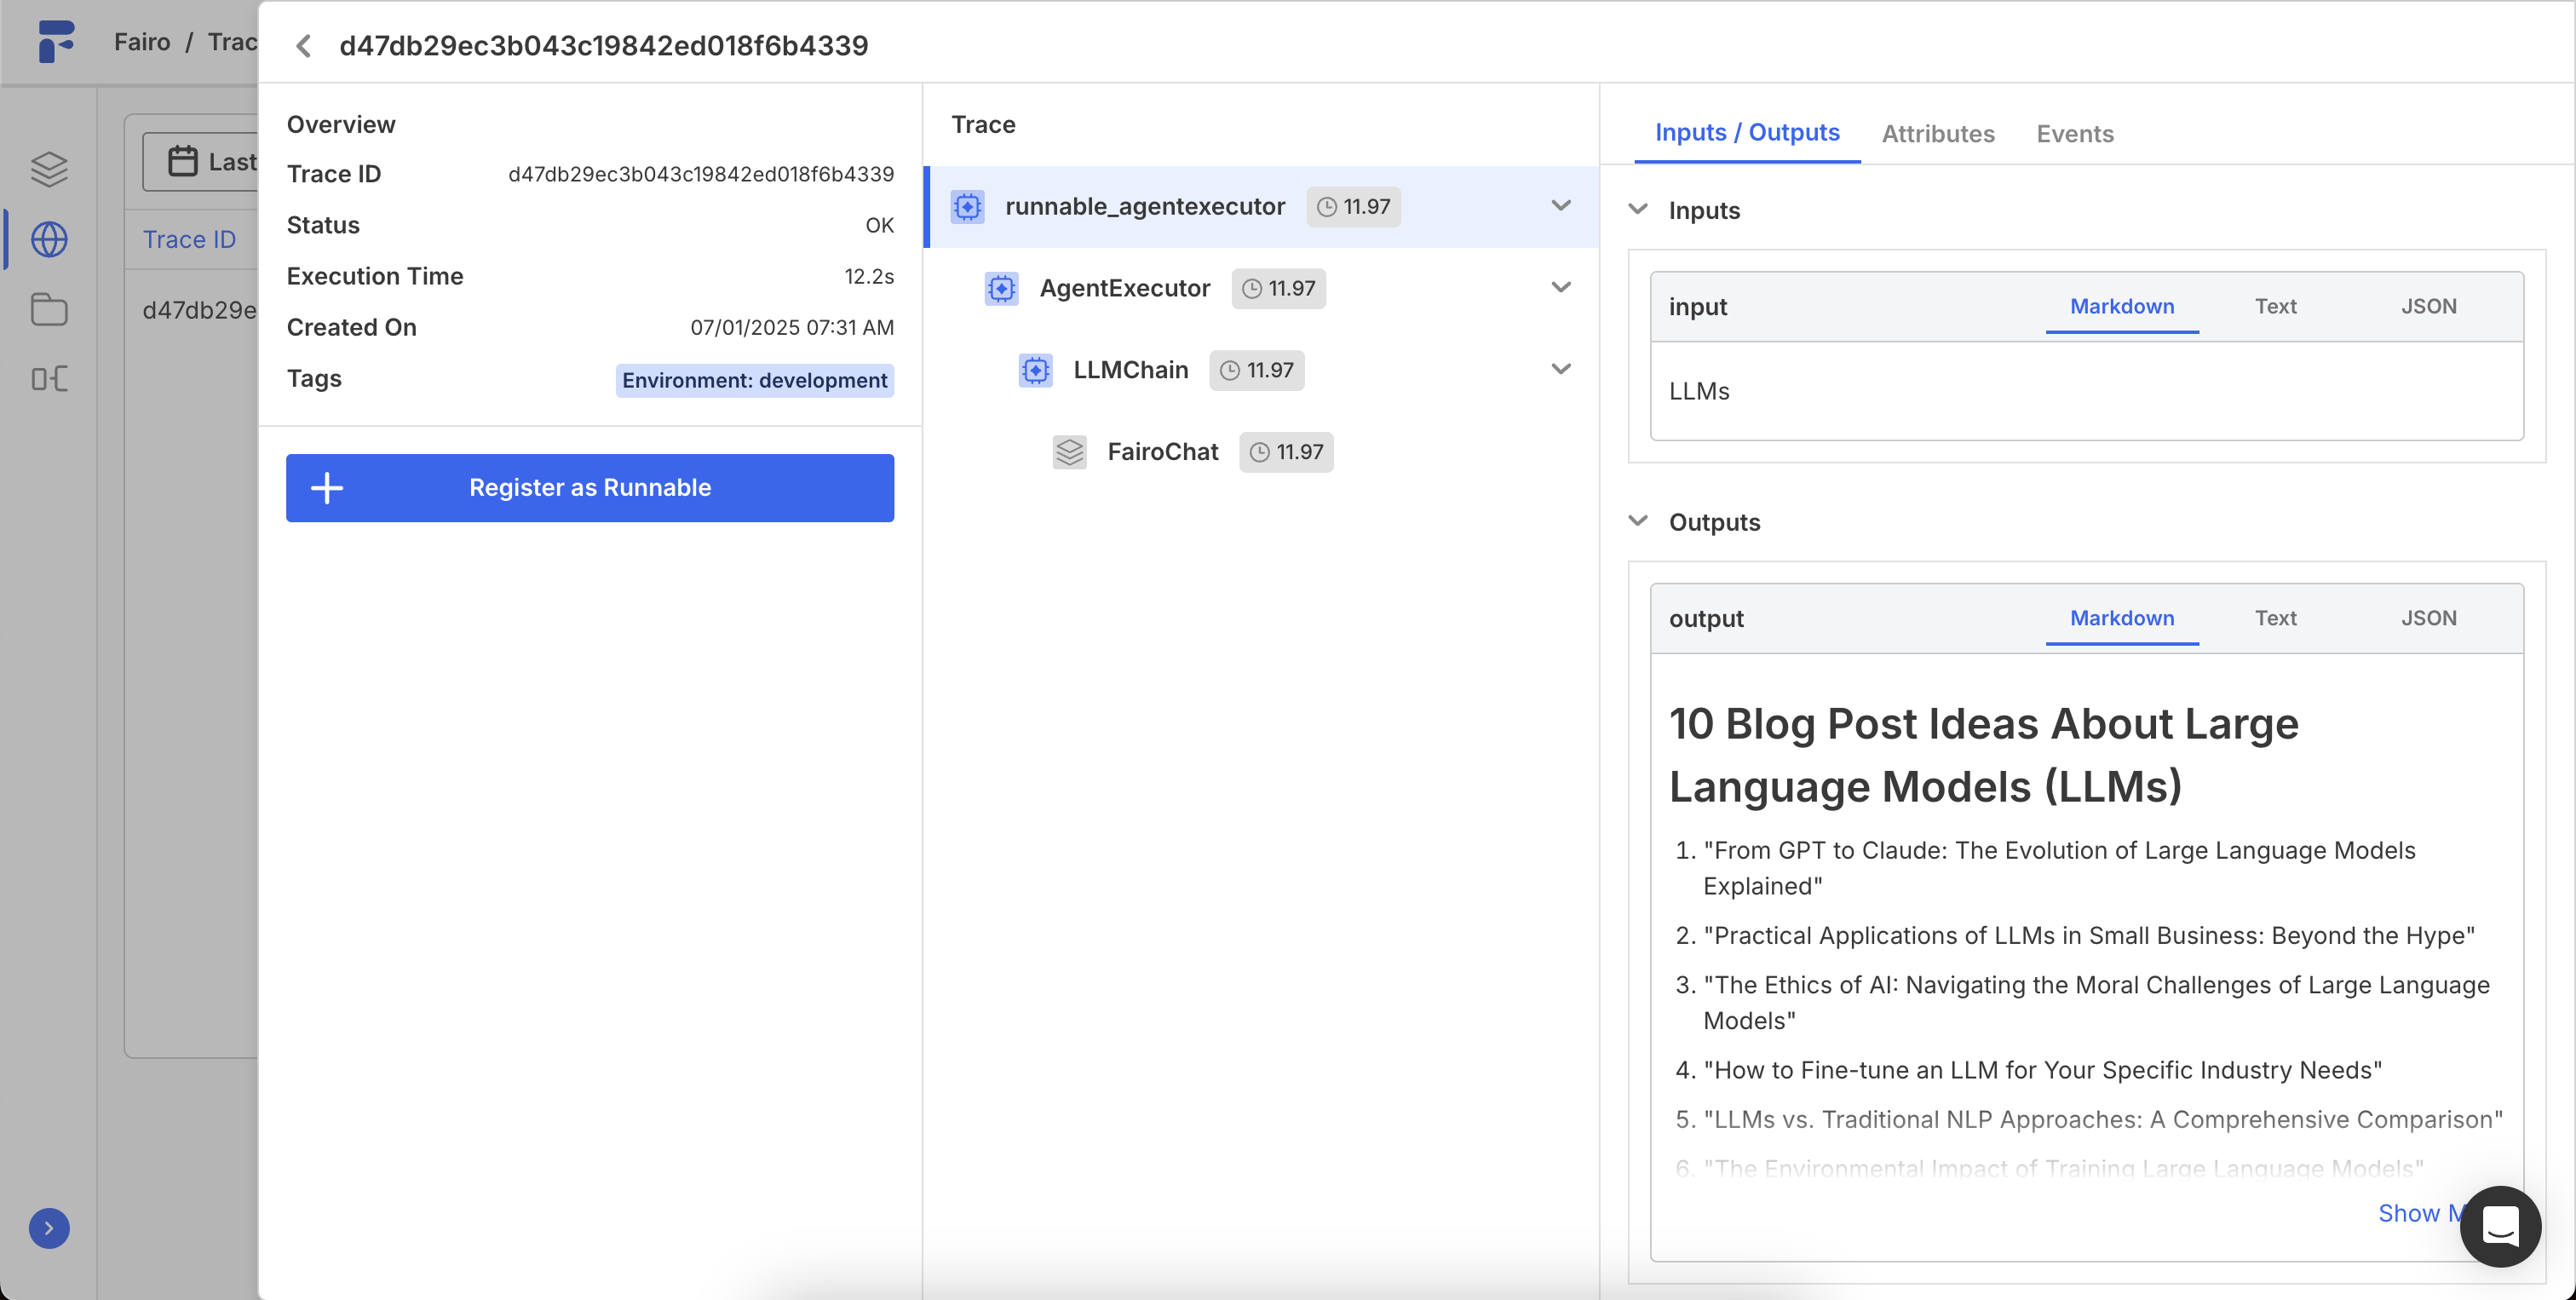 Fairo / Trac
Last
Trace ID
d47db29e
d47db29ec3b043c19842ed018f6b4339
Overview
Trace ID d47db29ec3b043c19842ed018f6b4339
Status OK
Execution Time 12.2s
Created On 07/01/2025 07:31 AM
Tags Environment: development
Register as Runnable
Trace
runnable_agentexecutor 11.97
AgentExecutor 11.97
LLMChain 11.97
FairoChat 11.97
Inputs / Outputs Attributes Events
Inputs
input Markdown Text JSON
LLMs
Outputs
output Markdown Text JSON
10 Blog Post Ideas About Large
Language Models (LLMs)
1. "From GPT to Claude: The Evolution of Large Language Models
Explained"
2. "Practical Applications of LLMs in Small Business: Beyond the Hype"
3. "The Ethics of AI: Navigating the Moral Challenges of Large Language
Models"
4. "How to Fine-tune an LLM for Your Specific Industry Needs"
5. "LLMs vs. Traditional NLP Approaches: A Comprehensive Comparison"
6. "The Environmental Impact of Training Large Language Models"
Show M